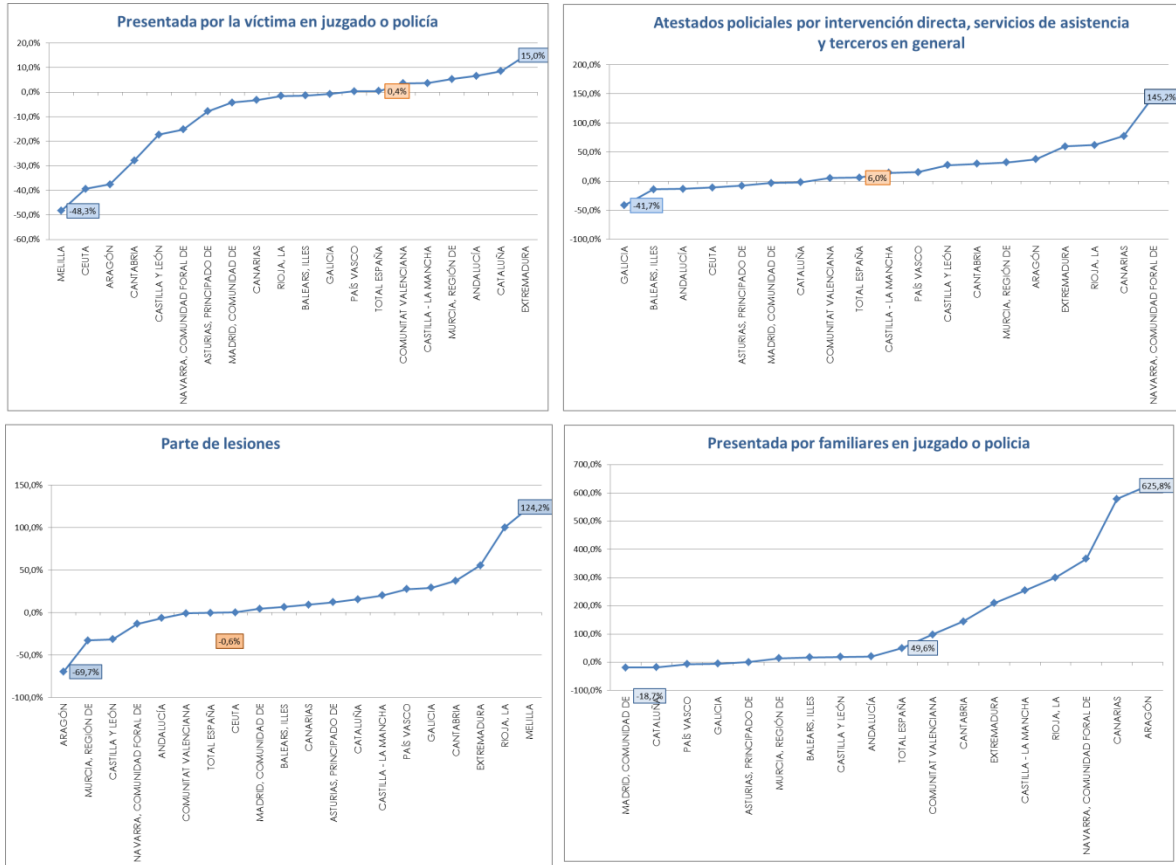 Presentada por la víctima en juzgado o policía
20,0%
10,0%
0,0%
-10,0%
-20,0%
-30,0%
-40,0%
-50,0%
-60,0%
-48,3%
0,4%
15,0%
MELILLA
CEUTA
ARAGÓN
CANTABRIA
CASTILLA Y LEÓN
NAVARRA, COMUNIDAD FORAL DE
ASTURIAS, PRINCIPADO DE
MADRID, COMUNIDAD DE
CANARIAS
RIOJA, LA
BALEARS, ILLES
GALICIA
PAÍS VASCO
TOTAL ESPAÑA
COMUNITAT VALENCIANA
CASTILLA - LA MANCHA
MURCIA, REGIÓN DE
ANDALUCÍA
CATALUÑA
EXTREMADURA
Atestados policiales por intervención directa, servicios de asistencia
y terceros en general
200,0%
150,0%
100,0%
50,0%
0,0%
-50,0%
-100,0%
-41,7%
6,0%
145,2%
GALICIA
BALEARS, ILLES
ANDALUCÍA
CEUTA
ASTURIAS, PRINCIPADO DE
MADRID, COMUNIDAD DE
CATALUÑA
COMUNITAT VALENCIANA
TOTAL ESPAÑA
CASTILLA - LA MANCHA
PAÍS VASCO
CASTILLA Y LEÓN
CANTABRIA
MURCIA, REGIÓN DE
ARAGÓN
EXTREMADURA
RIOJA, LA
CANARIAS
NAVARRA, COMUNIDAD FORAL DE
Parte de lesiones
150,0%
100,0%
50,0%
0,0%
-50,0%
-100,0%
-69,7%
-0,6%
124,2%
ARAGÓN
MURCIA, REGIÓN DE
CASTILLA Y LEÓN
NAVARRA, COMUNIDAD FORAL DE
ANDALUCÍA
COMUNITAT VALENCIANA
TOTAL ESPAÑA
CEUTA
MADRID, COMUNIDAD DE
BALEARS, ILLES
CANARIAS
ASTURIAS, PRINCIPADO DE
CATALUÑA
CASTILLA - LA MANCHA
PAÍS VASCO
GALICIA
CANTABRIA
EXTREMADURA
RIOJA, LA
MELILLA
Presentada por familiares en juzgado o policia
700,0%
600,0%
500,0%
400,0%
300,0%
200,0%
100,0%
0,0%
-100,0%
-18,7%
49,6%
625,8%
MADRID, COMUNIDAD DE
CATALUÑA
PAÍS VASCO
GALICIA
ASTURIAS, PRINCIPADO DE
MURCIA, REGIÓN DE
BALEARS, ILLES
CASTILLA Y LEÓN
ANDALUCÍA
TOTAL ESPAÑA
COMUNITAT VALENCIANA
CANTABRIA
EXTREMADURA
CASTILLA - LA MANCHA
RIOJA, LA
NAVARRA, COMUNIDAD FORAL DE
CANARIAS
ARAGÓN